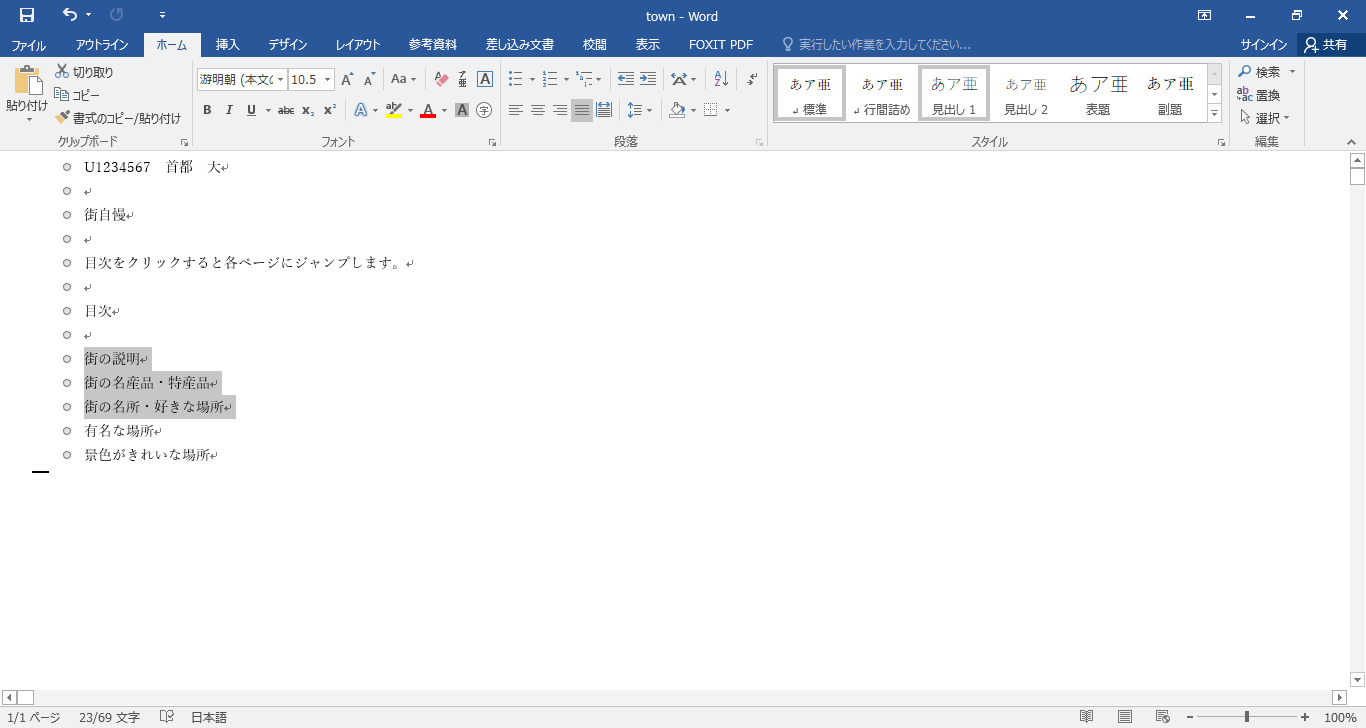 town - Word
ファイル アウトライン ホーム 挿入 デザイン レイアウト 参考資料 差し込み文書 校閲 表示 FOXIT PDF 実行したい作業を入力してください... サインイン 共有
貼り付け
切り取り
コピー
書式のコピー/貼り付け
クリップボード
游明朝 (本文の 10.5 A A Aa ア亜 A
B I U abc x₂ x² A ab A A 字
フォント
段落
あア亜 あア亜 あア亜 あア亜 あア亜 あア亜
↲ 標準 ↲ 行間詰め 見出し 1 見出し 2 表題 副題
スタイル
検索
置換
選択
編集
U1234567 首都 大↲
↲
街自慢↲
↲
目次をクリックすると各ページにジャンプします。↲
↲
目次↲
↲
街の説明↲
街の名産品・特産品↲
街の名所・好きな場所↲
有名な場所↲
景色がきれいな場所↲
1/1 ページ 23/69 文字 日本語 100%